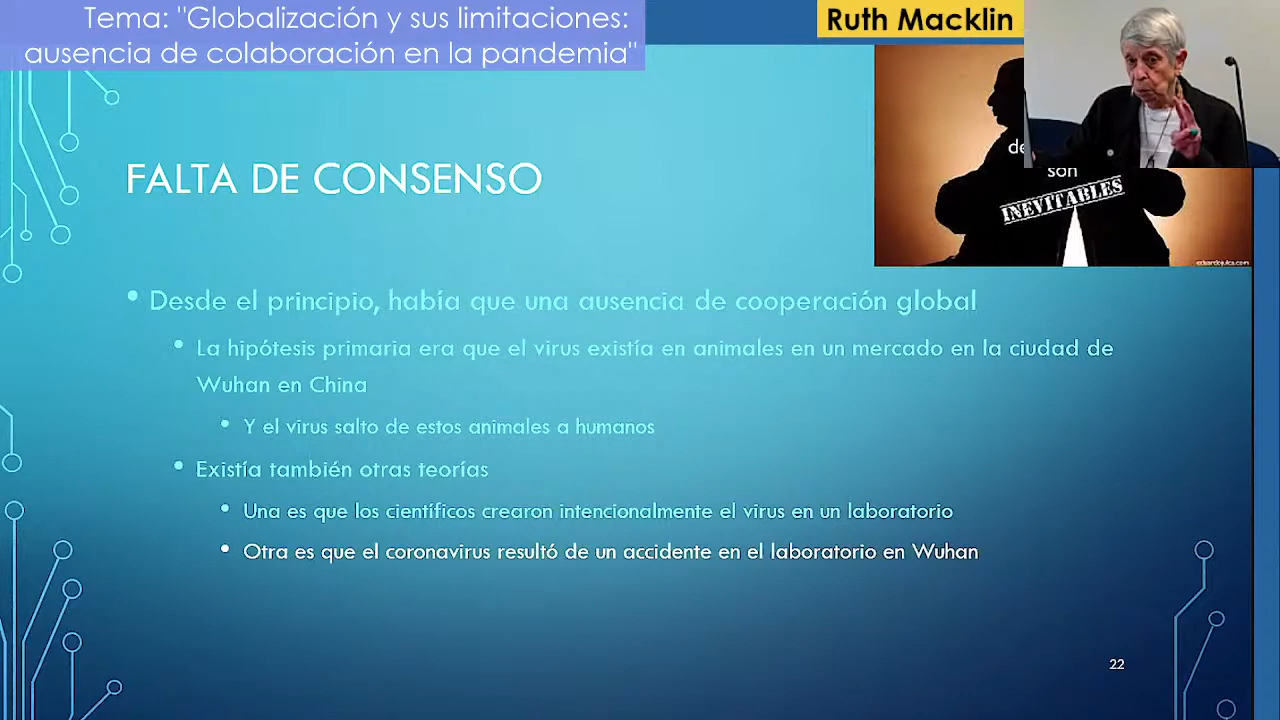 Tema: "Globalización y sus limitaciones:
ausencia de colaboración en la pandemia"
Ruth Macklin
de
son
INEVITABLES
eduardojulca.com
FALTA DE CONSENSO
• Desde el principio, había que una ausencia de cooperación global
• La hipótesis primaria era que el virus existía en animales en un mercado en la ciudad de
Wuhan en China
• Y el virus salto de estos animales a humanos
• Existía también otras teorías
• Una es que los científicos crearon intencionalmente el virus en un laboratorio
• Otra es que el coronavirus resultó de un accidente en el laboratorio en Wuhan
22